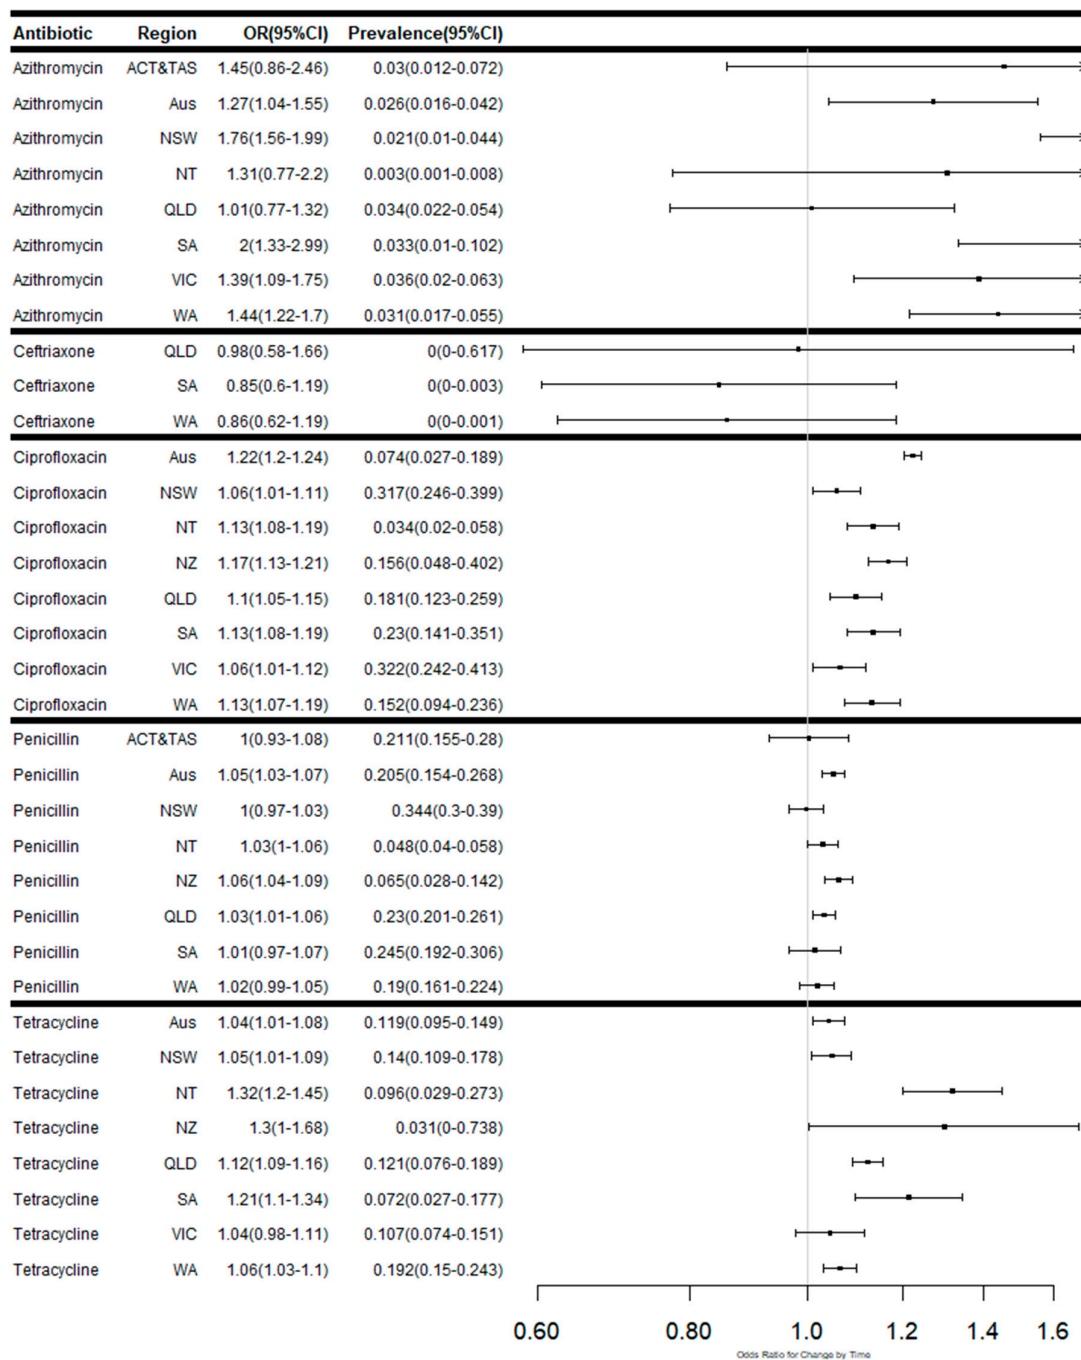 Antibiotic Region OR(95%CI) Prevalence(95%CI)
Azithromycin ACT&TAS 1.45(0.86-2.46) 0.03(0.012-0.072)
Azithromycin Aus 1.27(1.04-1.55) 0.026(0.016-0.042)
Azithromycin NSW 1.76(1.56-1.99) 0.021(0.01-0.044)
Azithromycin NT 1.31(0.77-2.2) 0.003(0.001-0.008)
Azithromycin QLD 1.01(0.77-1.32) 0.034(0.022-0.054)
Azithromycin SA 2(1.33-2.99) 0.033(0.01-0.102)
Azithromycin VIC 1.39(1.09-1.75) 0.036(0.02-0.063)
Azithromycin WA 1.44(1.22-1.7) 0.031(0.017-0.055)
Ceftriaxone QLD 0.98(0.58-1.66) 0(0-0.617)
Ceftriaxone SA 0.85(0.6-1.19) 0(0-0.003)
Ceftriaxone WA 0.86(0.62-1.19) 0(0-0.001)
Ciprofloxacin Aus 1.22(1.2-1.24) 0.074(0.027-0.189)
Ciprofloxacin NSW 1.06(1.01-1.11) 0.317(0.246-0.399)
Ciprofloxacin NT 1.13(1.08-1.19) 0.034(0.02-0.058)
Ciprofloxacin NZ 1.17(1.13-1.21) 0.156(0.048-0.402)
Ciprofloxacin QLD 1.1(1.05-1.15) 0.181(0.123-0.259)
Ciprofloxacin SA 1.13(1.08-1.19) 0.23(0.141-0.351)
Ciprofloxacin VIC 1.06(1.01-1.12) 0.322(0.242-0.413)
Ciprofloxacin WA 1.13(1.07-1.19) 0.152(0.094-0.236)
Penicillin ACT&TAS 1(0.93-1.08) 0.211(0.155-0.28)
Penicillin Aus 1.05(1.03-1.07) 0.205(0.154-0.268)
Penicillin NSW 1(0.97-1.03) 0.344(0.3-0.39)
Penicillin NT 1.03(1-1.06) 0.048(0.04-0.058)
Penicillin NZ 1.06(1.04-1.09) 0.065(0.028-0.142)
Penicillin QLD 1.03(1.01-1.06) 0.23(0.201-0.261)
Penicillin SA 1.01(0.97-1.07) 0.245(0.192-0.306)
Penicillin WA 1.02(0.99-1.05) 0.19(0.161-0.224)
Tetracycline Aus 1.04(1.01-1.08) 0.119(0.095-0.149)
Tetracycline NSW 1.05(1.01-1.09) 0.14(0.109-0.178)
Tetracycline NT 1.32(1.2-1.45) 0.096(0.029-0.273)
Tetracycline NZ 1.3(1-1.68) 0.031(0-0.738)
Tetracycline QLD 1.12(1.09-1.16) 0.121(0.076-0.189)
Tetracycline SA 1.21(1.1-1.34) 0.072(0.027-0.177)
Tetracycline VIC 1.04(0.98-1.11) 0.107(0.074-0.151)
Tetracycline WA 1.06(1.03-1.1) 0.192(0.15-0.243)
0.60 0.80 1.0 1.2 1.4 1.6
Odds Ratio for Change by Time